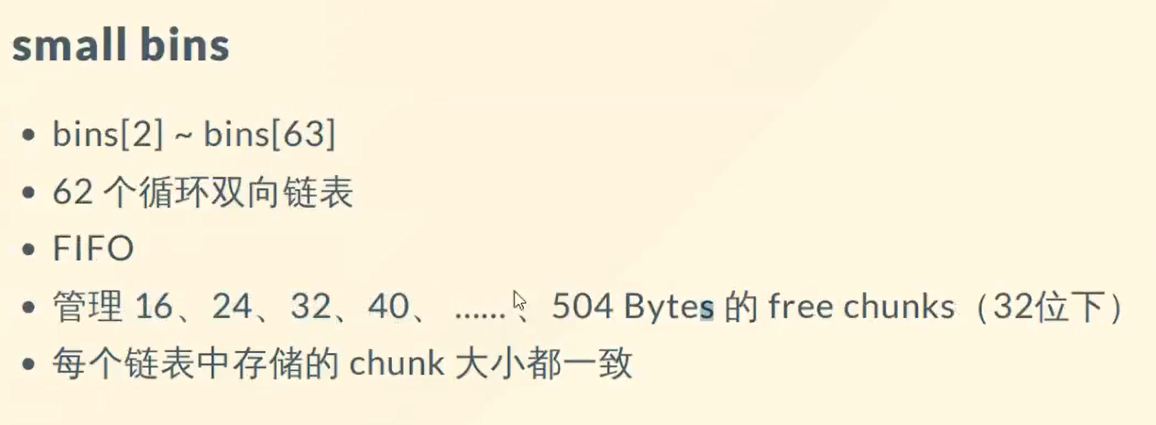 small bins
• bins[2] ~ bins[63]
• 62 个循环双向链表
• FIFO
• 管理 16、24、32、40、 ......、504 Bytes 的 free chunks（32位下）
• 每个链表中存储的 chunk 大小都一致